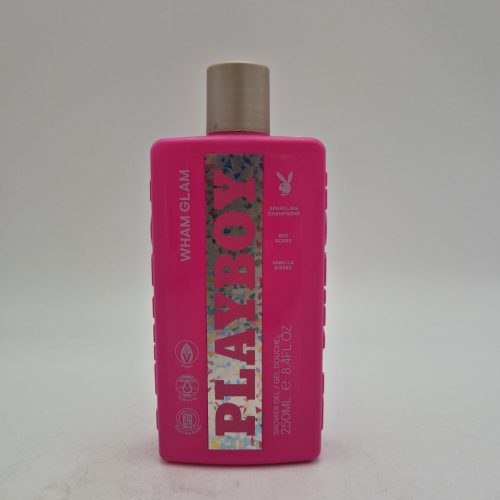 WHAM GLAM
PLAYBOY
SPARKLING
CHAMPAGNE
RED
ROSES
VANILLA
KISSES
SHOWER GEL / GEL DOUCHE
250ML e 8.4FL OZ